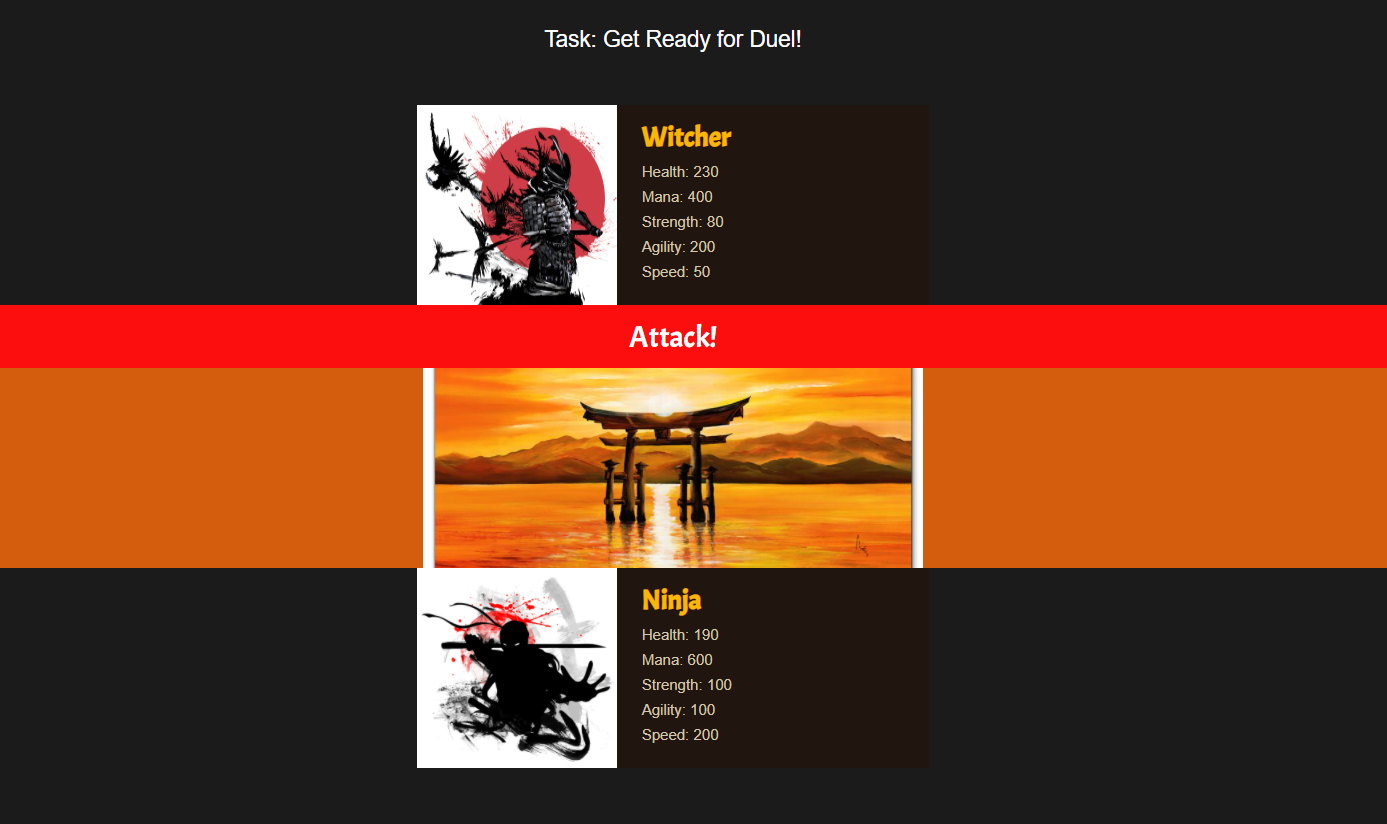 Task: Get Ready for Duel!
Witcher
Health: 230
Mana: 400
Strength: 80
Agility: 200
Speed: 50
Attack!
Ninja
Health: 190
Mana: 600
Strength: 100
Agility: 100
Speed: 200